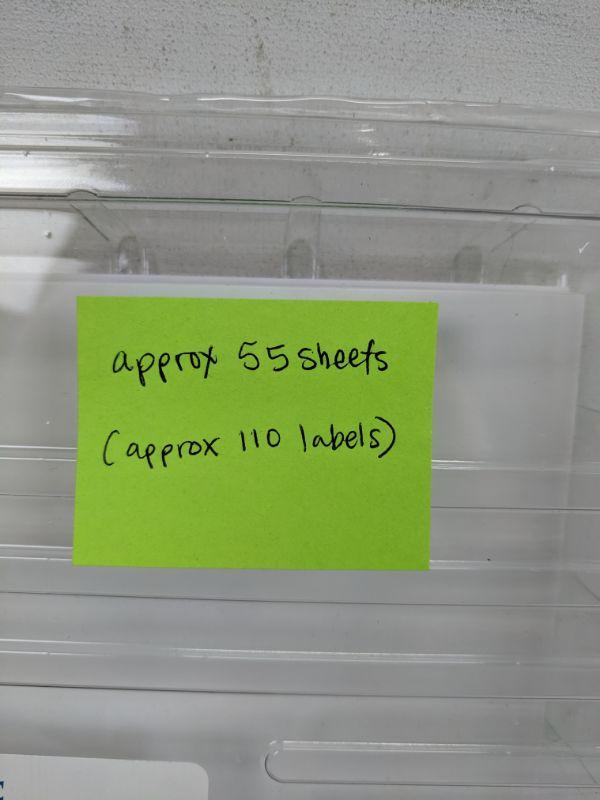 approx 55 sheets
(approx 110 labels)